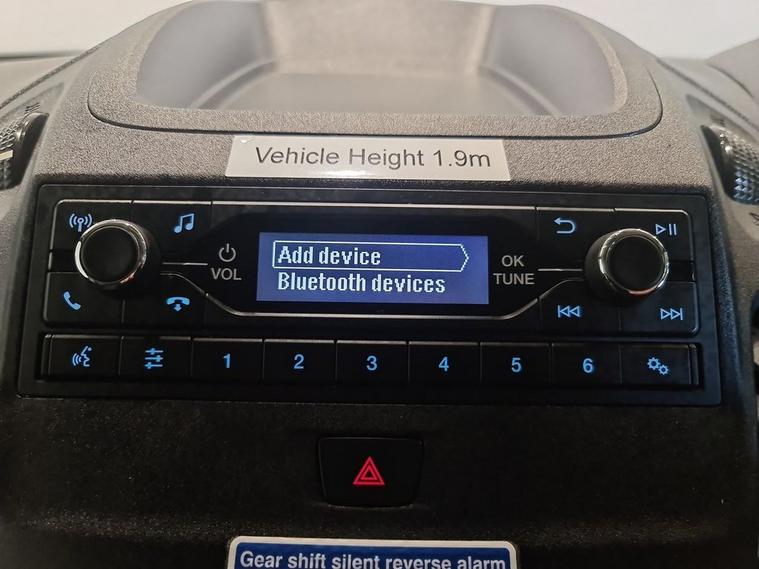 Vehicle Height 1.9m
Add device
Bluetooth devices
VOL
OK
TUNE
1 2 3 4 5 6
Gear shift silent reverse alarm